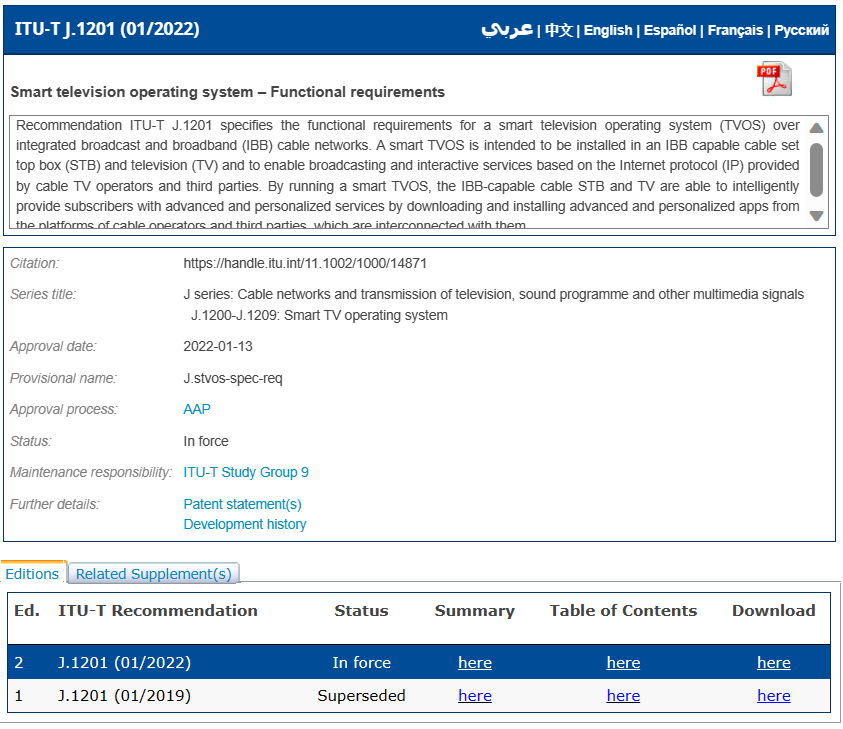 ITU-T J.1201 (01/2022)
عربي | 中文 | English | Español | Français | Русский
PDF
Smart television operating system – Functional requirements
Recommendation ITU-T J.1201 specifies the functional requirements for a smart television operating system (TVOS) over
integrated broadcast and broadband (IBB) cable networks. A smart TVOS is intended to be installed in an IBB capable cable set
top box (STB) and television (TV) and to enable broadcasting and interactive services based on the Internet protocol (IP) provided
by cable TV operators and third parties. By running a smart TVOS, the IBB-capable cable STB and TV are able to intelligently
provide subscribers with advanced and personalized services by downloading and installing advanced and personalized apps from
the platforms of cable operators and third parties, which are interconnected with them.
Citation: https://handle.itu.int/11.1002/1000/14871
Series title: J series: Cable networks and transmission of television, sound programme and other multimedia signals
J.1200-J.1209: Smart TV operating system
Approval date: 2022-01-13
Provisional name: J.stvos-spec-req
Approval process: AAP
Status: In force
Maintenance responsibility: ITU-T Study Group 9
Further details: Patent statement(s)
Development history
Editions Related Supplement(s)
Ed. ITU-T Recommendation Status Summary Table of Contents Download
2 J.1201 (01/2022) In force here here here
1 J.1201 (01/2019) Superseded here here here